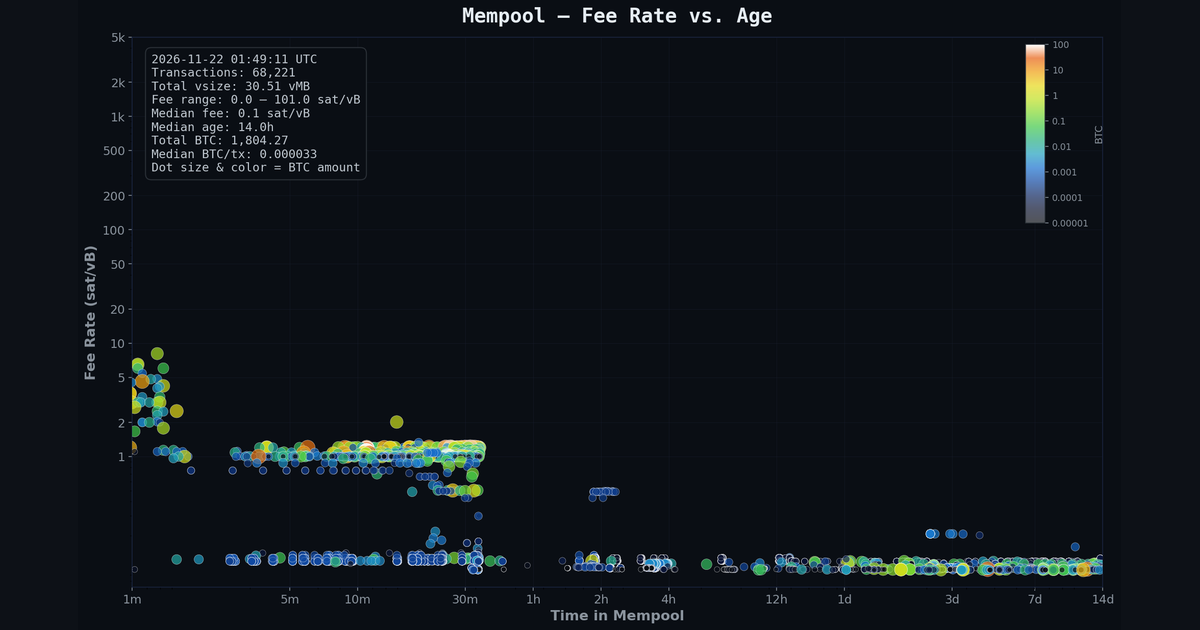 Mempool — Fee Rate vs. Age
2026-11-22 01:49:11 UTC
Transactions: 68,221
Total vsize: 30.51 vMB
Fee range: 0.0 – 101.0 sat/vB
Median fee: 0.1 sat/vB
Median age: 14.0h
Total BTC: 1,804.27
Median BTC/tx: 0.000033
Dot size & color = BTC amount
5k
2k
1k
500
200
100
50
20
10
5
2
1
Fee Rate (sat/vB)
100
10
1
0.1
0.01
0.001
0.0001
0.00001
BTC
1m 5m 10m 30m 1h 2h 4h 12h 1d 3d 7d 14d
Time in Mempool